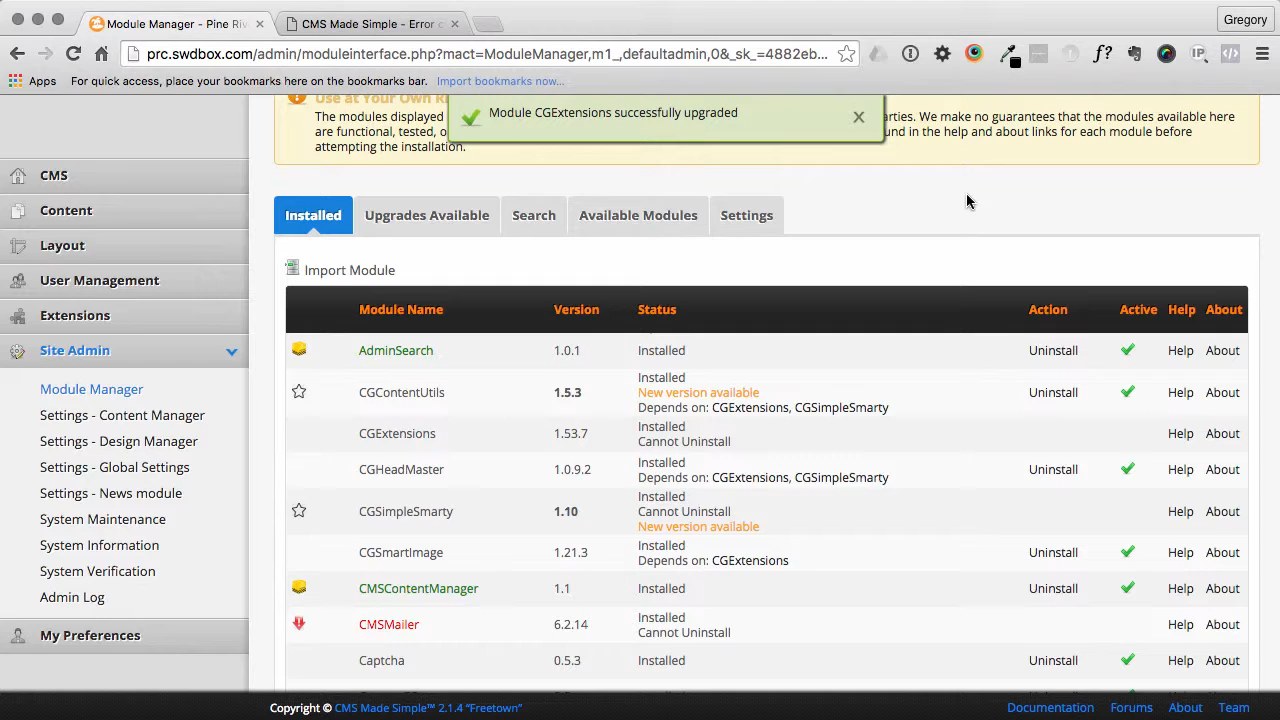 Module Manager - Pine Riv
CMS Made Simple - Error c
Gregory
prc.swdbox.com/admin/moduleinterface.php?mact=ModuleManager,m1_,defaultadmin,0&_sk_=4882eb...
Apps
For quick access, place your bookmarks here on the bookmarks bar.
Import bookmarks now...
Use at Your Own Ri
The modules displayed
arties. We make no guarantees that the modules available here
are functional, tested, o
und in the help and about links for each module before
attempting the installation.
Module CGExtensions successfully upgraded
CMS
Content
Layout
User Management
Extensions
Site Admin
Module Manager
Settings - Content Manager
Settings - Design Manager
Settings - Global Settings
Settings - News module
System Maintenance
System Information
System Verification
Admin Log
My Preferences
Installed
Upgrades Available
Search
Available Modules
Settings
Import Module
Module Name Version Status Action Active Help About
AdminSearch 1.0.1 Installed Uninstall Help About
CGContentUtils 1.5.3 Installed
New version available
Depends on: CGExtensions, CGSimpleSmarty
Uninstall Help About
CGExtensions 1.53.7 Installed
Cannot Uninstall
Help About
CGHeadMaster 1.0.9.2 Installed
Depends on: CGExtensions, CGSimpleSmarty
Uninstall Help About
CGSimpleSmarty 1.10 Installed
Cannot Uninstall
New version available
Help About
CGSmartImage 1.21.3 Installed
Depends on: CGExtensions
Uninstall Help About
CMSContentManager 1.1 Installed Uninstall Help About
CMSMailer 6.2.14 Installed
Cannot Uninstall
Help About
Captcha 0.5.3 Installed Uninstall Help About
Copyright © CMS Made Simple™ 2.1.4 “Freetown”
Documentation Forums About Team